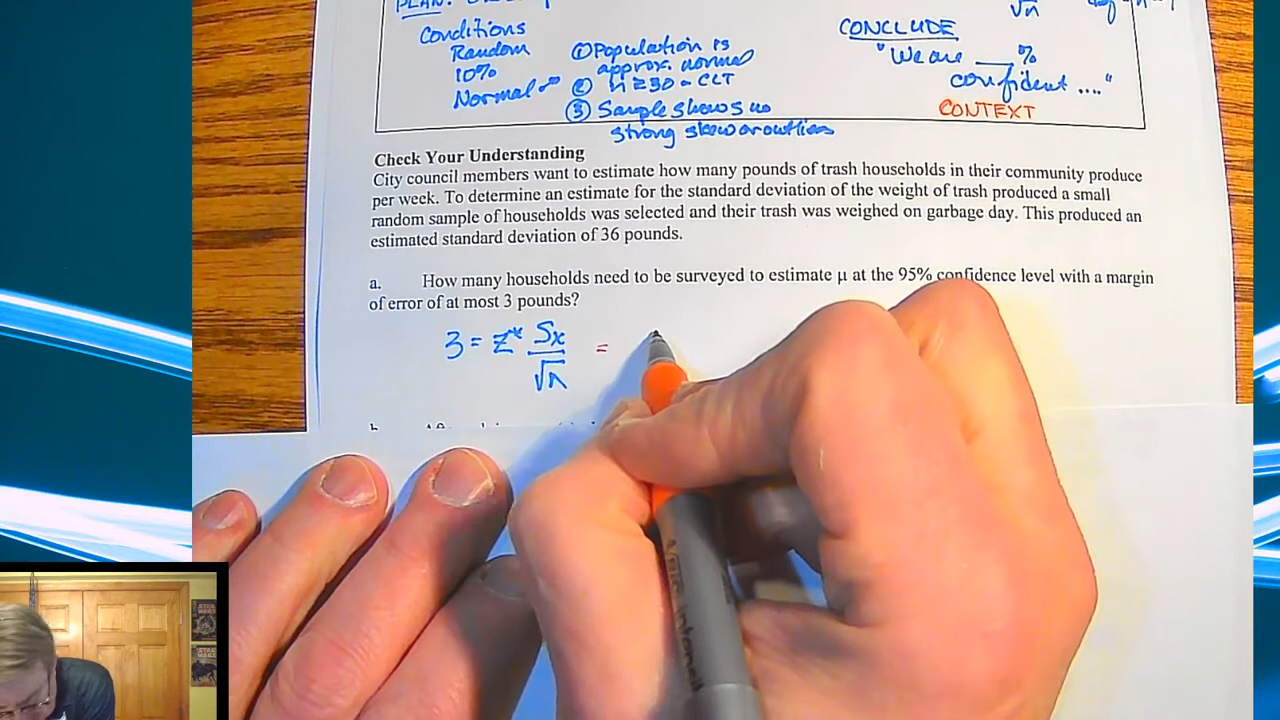 PLAN:
√n
Conditions
Random
10%
Normal
① Population is
approx. normal
② n ≥ 30 - CLT
③ Sample shows no
strong skew or outliers
CONCLUDE
"We are ___%
confident ...."
CONTEXT
Check Your Understanding
City council members want to estimate how many pounds of trash households in their community produce
per week. To determine an estimate for the standard deviation of the weight of trash produced a small
random sample of households was selected and their trash was weighed on garbage day. This produced an
estimated standard deviation of 36 pounds.
a. How many households need to be surveyed to estimate μ at the 95% confidence level with a margin
of error of at most 3 pounds?
3 = z* Sx/√n =
STAR
WARS